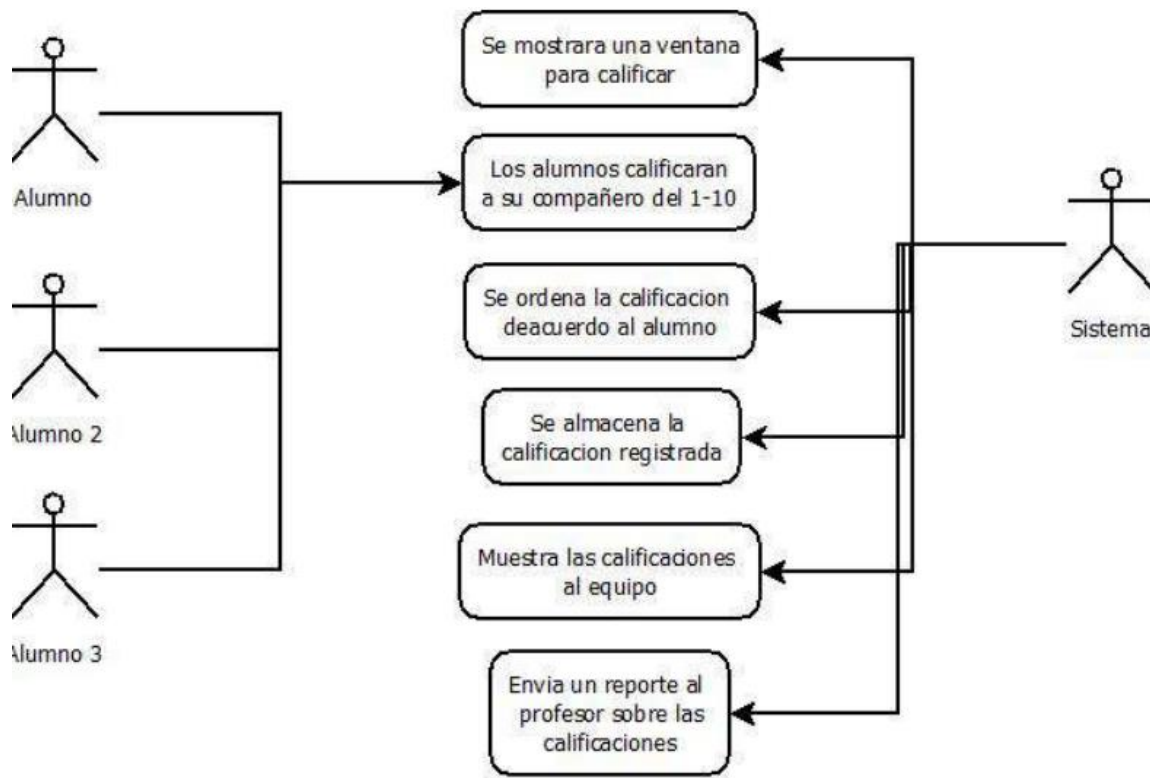 Se mostrara una ventana
para calificar
Alumno
Los alumnos calificaran
a su compañero del 1-10
Se ordena la calificacion
deacuerdo al alumno
Sistema
Alumno 2
Se almacena la
calificacion registrada
Muestra las calificaciones
al equipo
Alumno 3
Envia un reporte al
profesor sobre las
calificaciones